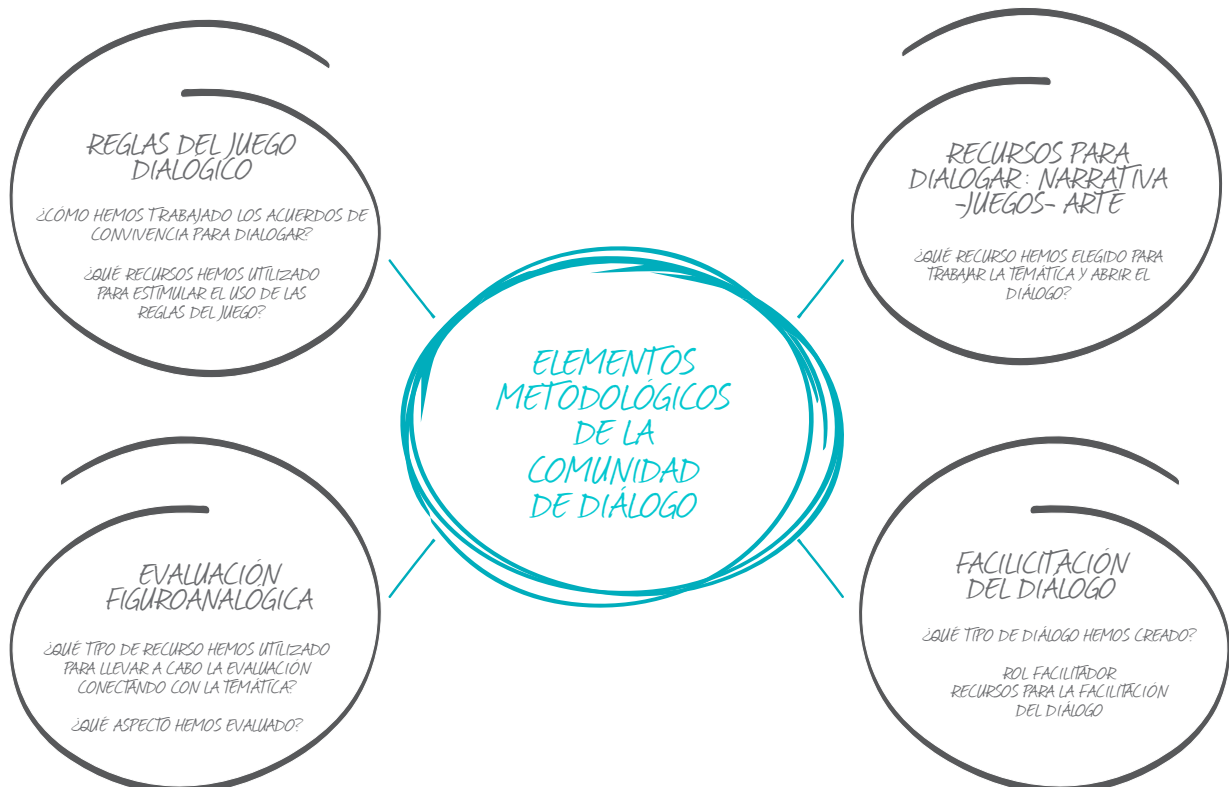 REGLAS DEL JUEGO
DIALÓGICO
¿CÓMO HEMOS TRABAJADO LOS ACUERDOS DE
CONVIVENCIA PARA DIALOGAR?
¿QUÉ RECURSOS HEMOS UTILIZADO
PARA ESTIMULAR EL USO DE LAS
REGLAS DEL JUEGO?
RECURSOS PARA
DIALOGAR: NARRATIVA
-JUEGOS- ARTE
¿QUÉ RECURSO HEMOS ELEGIDO PARA
TRABAJAR LA TEMÁTICA Y ABRIR EL
DIÁLOGO?
ELEMENTOS
METODOLÓGICOS
DE LA
COMUNIDAD
DE DIÁLOGO
EVALUACIÓN
FIGUROANALÓGICA
¿QUÉ TIPO DE RECURSO HEMOS UTILIZADO
PARA LLEVAR A CABO LA EVALUACIÓN
CONECTANDO CON LA TEMÁTICA?
¿QUÉ ASPECTO HEMOS EVALUADO?
FACILICITACIÓN
DEL DIALOGO
¿QUÉ TIPO DE DIÁLOGO HEMOS CREADO?
ROL FACILITADOR
RECURSOS PARA LA FACILITACIÓN
DEL DIÁLOGO